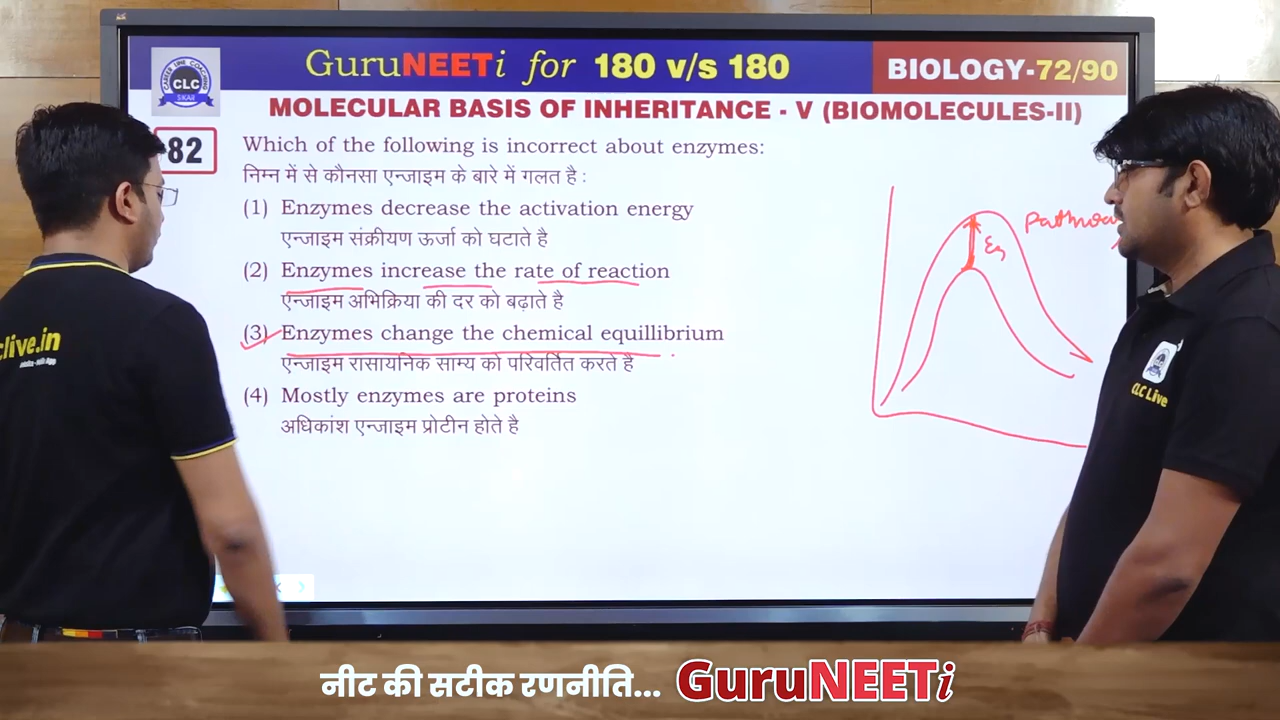 GuruNEETi for 180 v/s 180
BIOLOGY-72/90
CAREER LINE COACHING
CLC
SIKAR
MOLECULAR BASIS OF INHERITANCE - V (BIOMOLECULES-II)
82
Which of the following is incorrect about enzymes:
निम्न में से कौनसा एन्जाइम के बारे में गलत है :
(1) Enzymes decrease the activation energy
एन्जाइम संक्रीयण ऊर्जा को घटाते है
(2) Enzymes increase the rate of reaction
एन्जाइम अभिक्रिया की दर को बढ़ाते है
(3) Enzymes change the chemical equillibrium
एन्जाइम रासायनिक साम्य को परिवर्तित करते है
(4) Mostly enzymes are proteins
अधिकांश एन्जाइम प्रोटीन होते है
clive.in
CLC Live
नीट की सटीक रणनीति... GuruNEETi